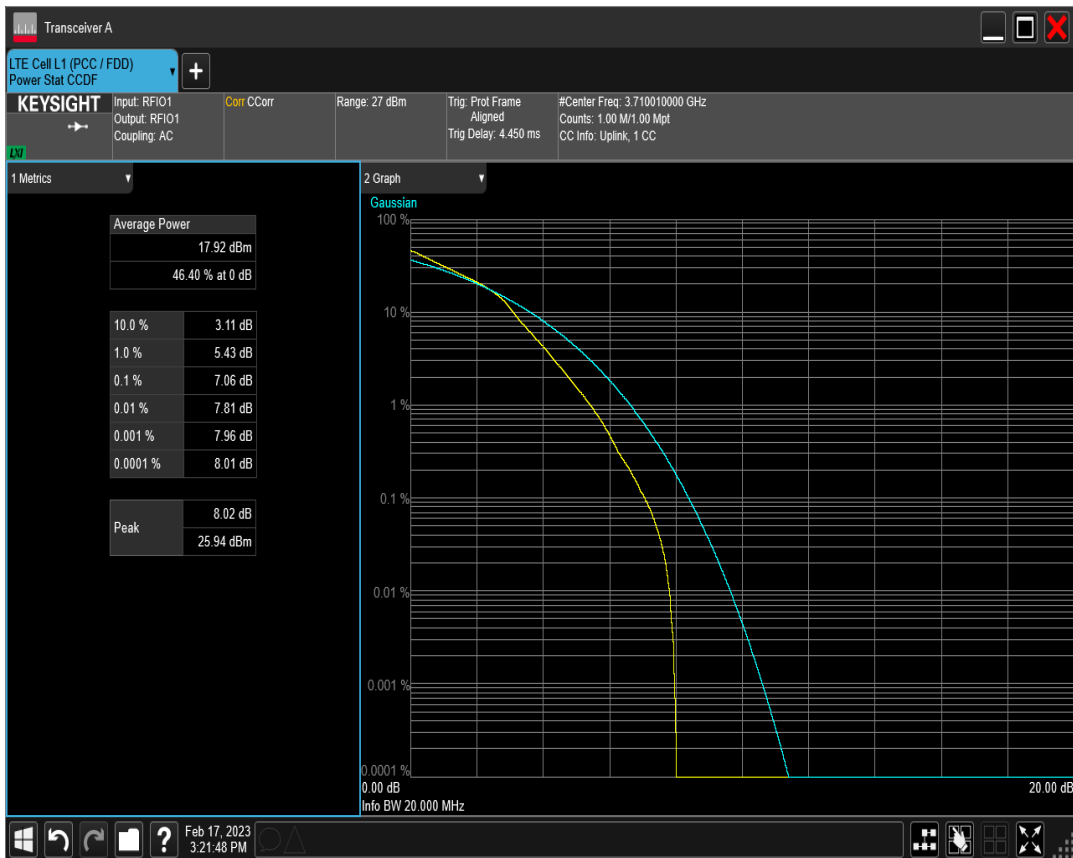 Transceiver A
LTE Cell L1 (PCC / FDD)
Power Stat CCDF
KEYSIGHT
LXI
Input: RFIO1
Output: RFIO1
Coupling: AC
Corr CCorr
Range: 27 dBm
Trig: Prot Frame
Aligned
Trig Delay: 4.450 ms
#Center Freq: 3.710010000 GHz
Counts: 1.00 M/1.00 Mpt
CC Info: Uplink, 1 CC
1 Metrics
Average Power
17.92 dBm
46.40 % at 0 dB
10.0 % 3.11 dB
1.0 % 5.43 dB
0.1 % 7.06 dB
0.01 % 7.81 dB
0.001 % 7.96 dB
0.0001 % 8.01 dB
Peak
8.02 dB
25.94 dBm
2 Graph
Gaussian
100 %
10 %
1 %
0.1 %
0.01 %
0.001 %
0.0001 %
0.00 dB 20.00 dB
Info BW 20.000 MHz
? Feb 17, 2023
3:21:48 PM